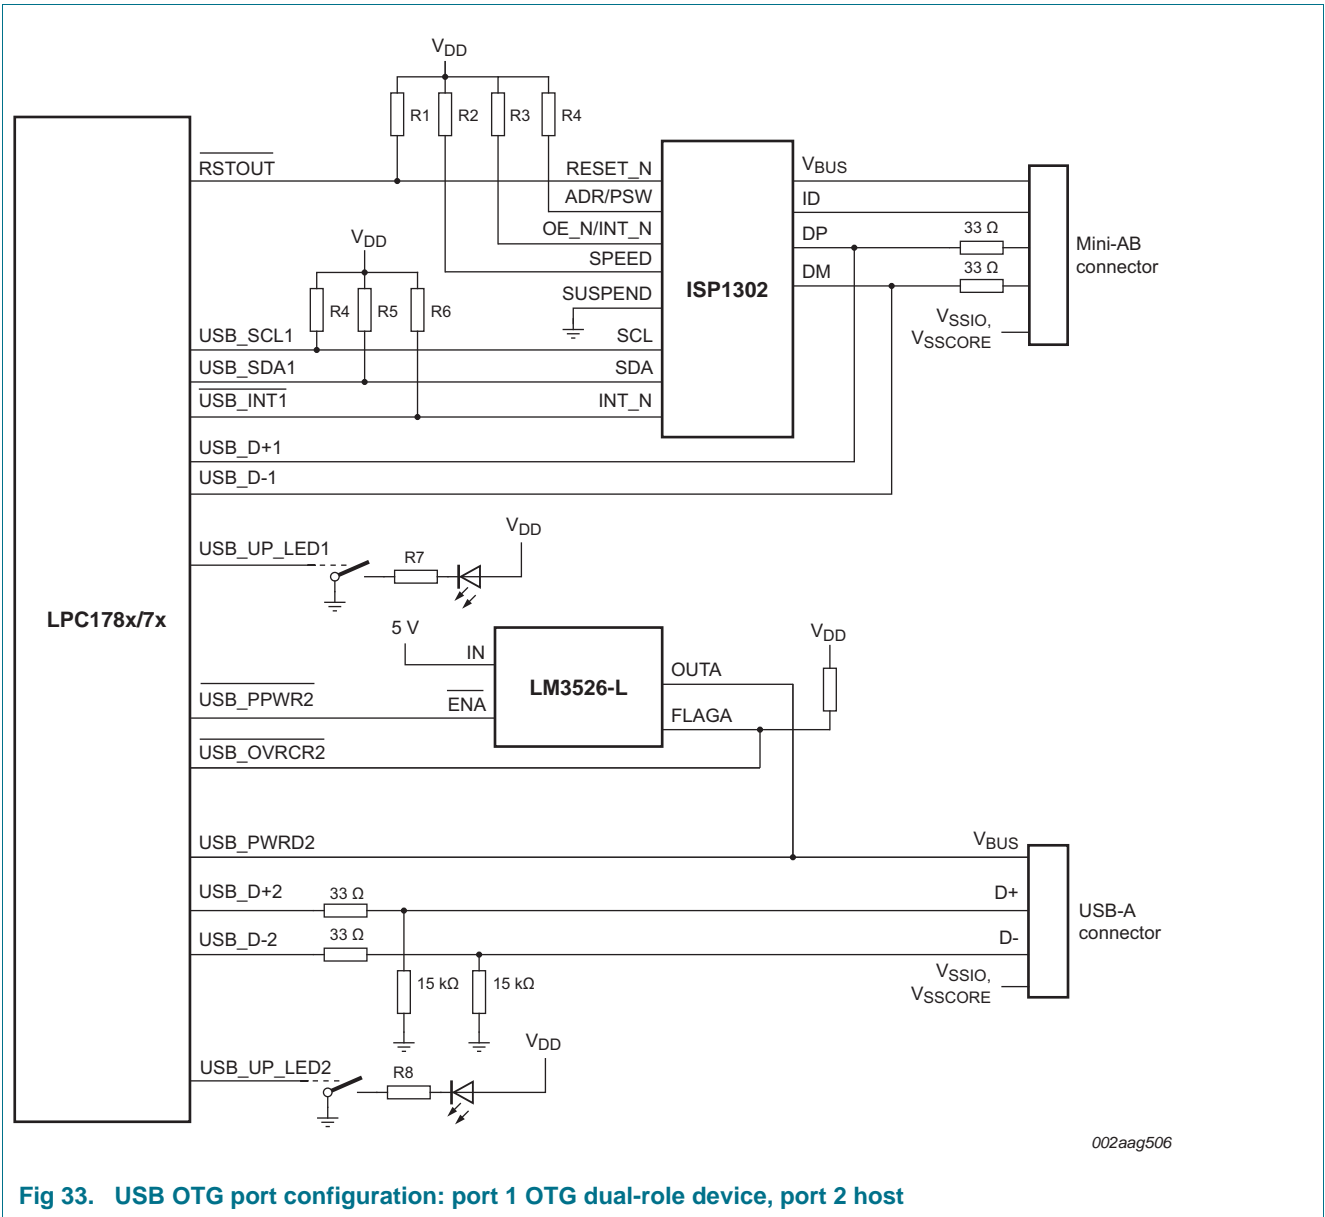 VDD
R1 R2 R3 R4
RSTOUT
RESET_N
ADR/PSW
OE_N/INT_N
SPEED
SUSPEND
SCL
SDA
INT_N
ISP1302
VBUS
ID
DP
DM
33 Ω
33 Ω
VSSIO,
VSSCORE
Mini-AB
connector
VDD
R4 R5 R6
USB_SCL1
USB_SDA1
USB_INT1
USB_D+1
USB_D-1
USB_UP_LED1
R7
VDD
LPC178x/7x
5 V
IN
ENA
LM3526-L
OUTA
FLAGA
VDD
USB_PPWR2
USB_OVRCR2
USB_PWRD2
USB_D+2
33 Ω
USB_D-2
33 Ω
15 kΩ
15 kΩ
VBUS
D+
D-
VSSIO,
VSSCORE
USB-A
connector
USB_UP_LED2
R8
VDD
002aag506
Fig 33. USB OTG port configuration: port 1 OTG dual-role device, port 2 host